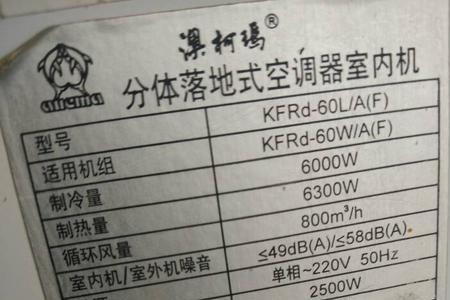 澳柯玛®
分体落地式空调器室内机
型号 KFRd-60L/A(F)
适用机组 KFRd-60W/A(F)
制冷量 6000W
制热量 6300W
循环风量 800m³/h
室内机/室外机噪音 ≤49dB(A)/≤58dB(A)
单相~220V 50Hz
2500W